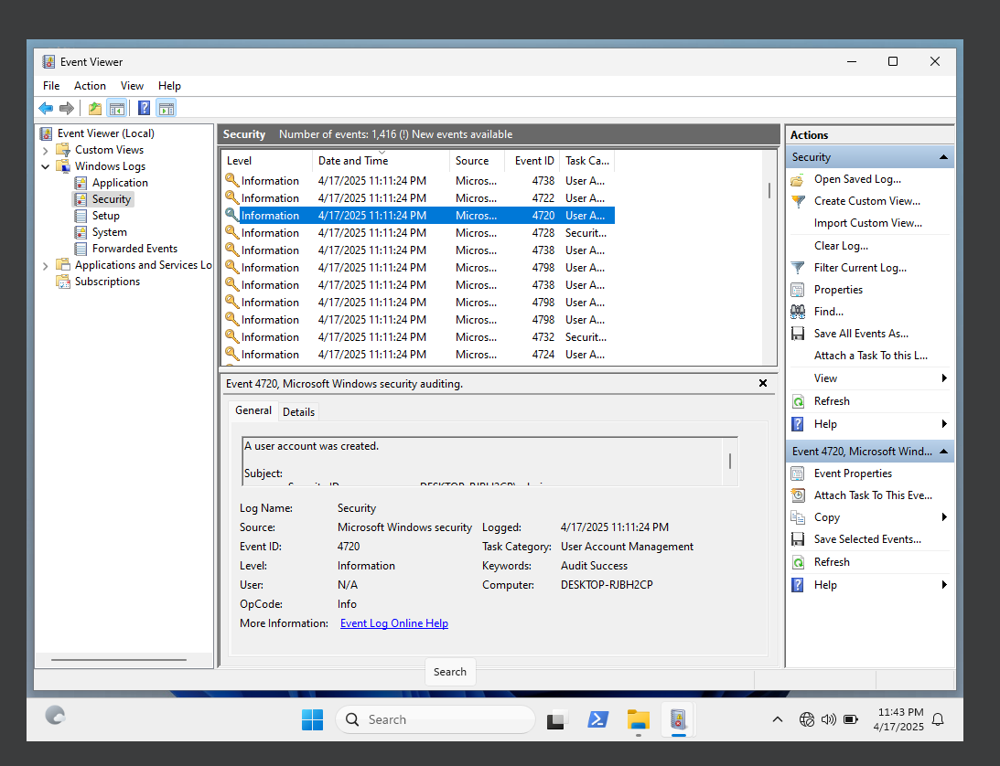 Event Viewer
File Action View Help
Event Viewer (Local)
Custom Views
Windows Logs
Application
Security
Setup
System
Forwarded Events
Applications and Services Lo
Subscriptions
Security Number of events: 1,416 (!) New events available
Level Date and Time Source Event ID Task Ca...
Information 4/17/2025 11:11:24 PM Micros... 4738 User A...
Information 4/17/2025 11:11:24 PM Micros... 4722 User A...
Information 4/17/2025 11:11:24 PM Micros... 4720 User A...
Information 4/17/2025 11:11:24 PM Micros... 4728 Securit...
Information 4/17/2025 11:11:24 PM Micros... 4738 User A...
Information 4/17/2025 11:11:24 PM Micros... 4798 User A...
Information 4/17/2025 11:11:24 PM Micros... 4738 User A...
Information 4/17/2025 11:11:24 PM Micros... 4798 User A...
Information 4/17/2025 11:11:24 PM Micros... 4798 User A...
Information 4/17/2025 11:11:24 PM Micros... 4732 Securit...
Information 4/17/2025 11:11:24 PM Micros... 4724 User A...
Event 4720, Microsoft Windows security auditing.
General Details
A user account was created.
Subject:
Log Name: Security
Source: Microsoft Windows security Logged: 4/17/2025 11:11:24 PM
Event ID: 4720 Task Category: User Account Management
Level: Information Keywords: Audit Success
User: N/A Computer: DESKTOP-RJBH2CP
OpCode: Info
More Information: Event Log Online Help
Actions
Security
Open Saved Log...
Create Custom View...
Import Custom View...
Clear Log...
Filter Current Log...
Properties
Find...
Save All Events As...
Attach a Task To this L...
View
Refresh
Help
Event 4720, Microsoft Wind...
Event Properties
Attach Task To This Eve...
Copy
Save Selected Events...
Refresh
Help
Search
Search
11:43 PM
4/17/2025